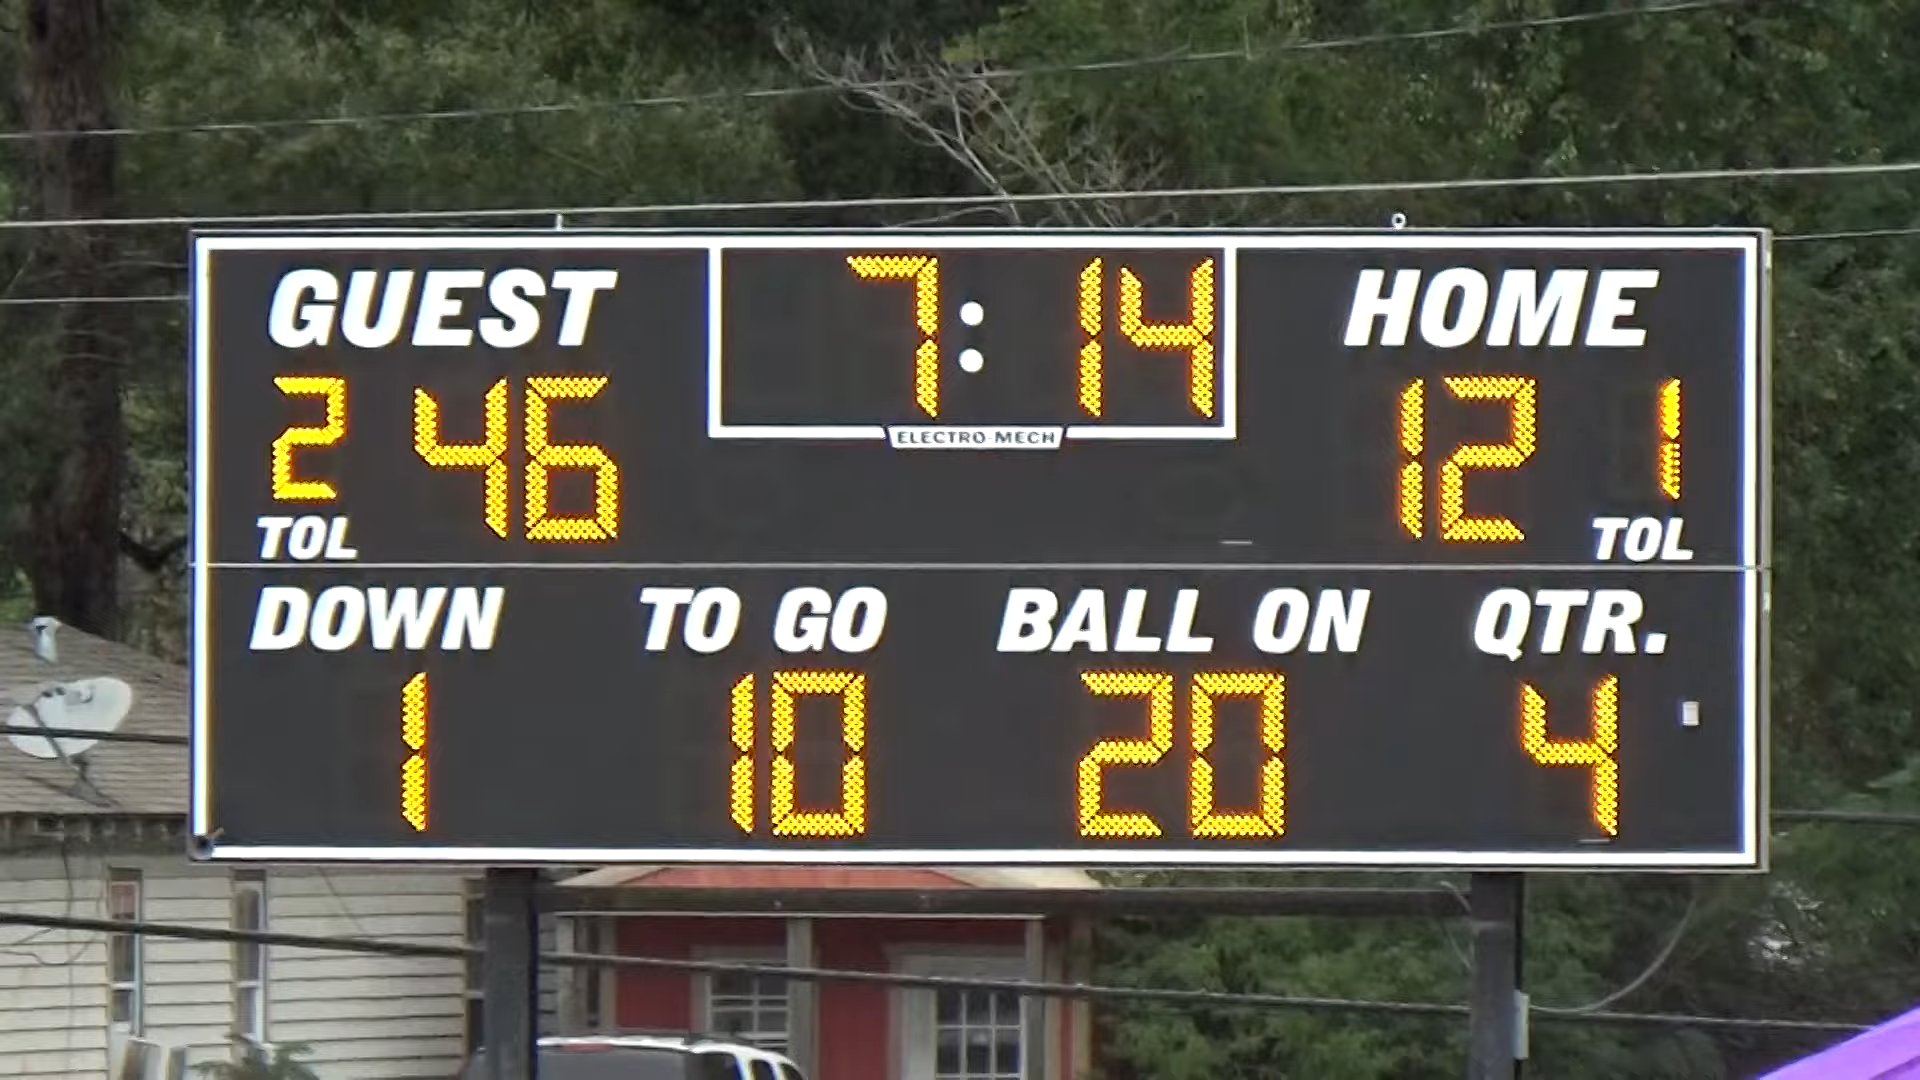 GUEST 7:14 HOME
ELECTRO-MECH
2 46 12 1
TOL TOL
DOWN TO GO BALL ON QTR.
1 10 20 4